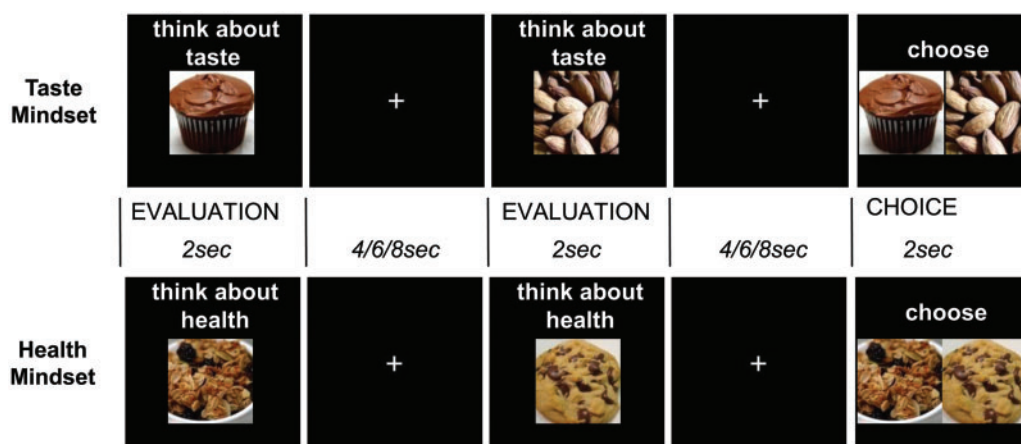 think about
taste
think about
taste
choose
Taste
Mindset
+
+
EVALUATION
EVALUATION
CHOICE
2sec
4/6/8sec
2sec
4/6/8sec
2sec
think about
health
think about
health
choose
Health
Mindset
+
+